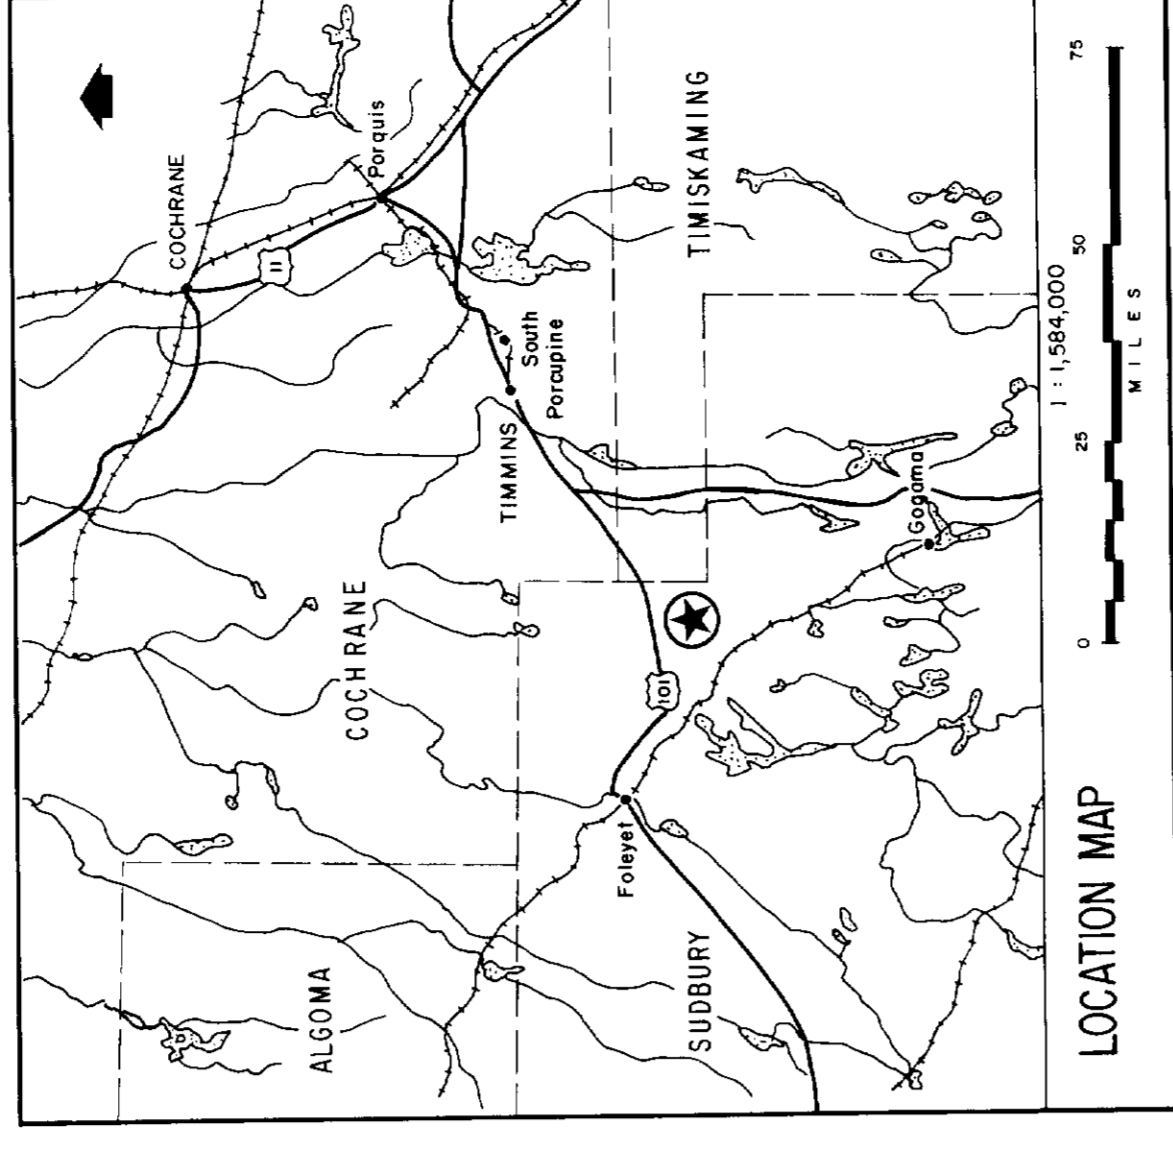 COCHRANE
Porquis
11
South
Porcupine
TIMMINS
TIMISKAMING
COCHRANE
101
Gogama
Foleyet
ALGOMA
SUDBURY
LOCATION MAP
1 : 1,584,000
0 25 50 75
MILES